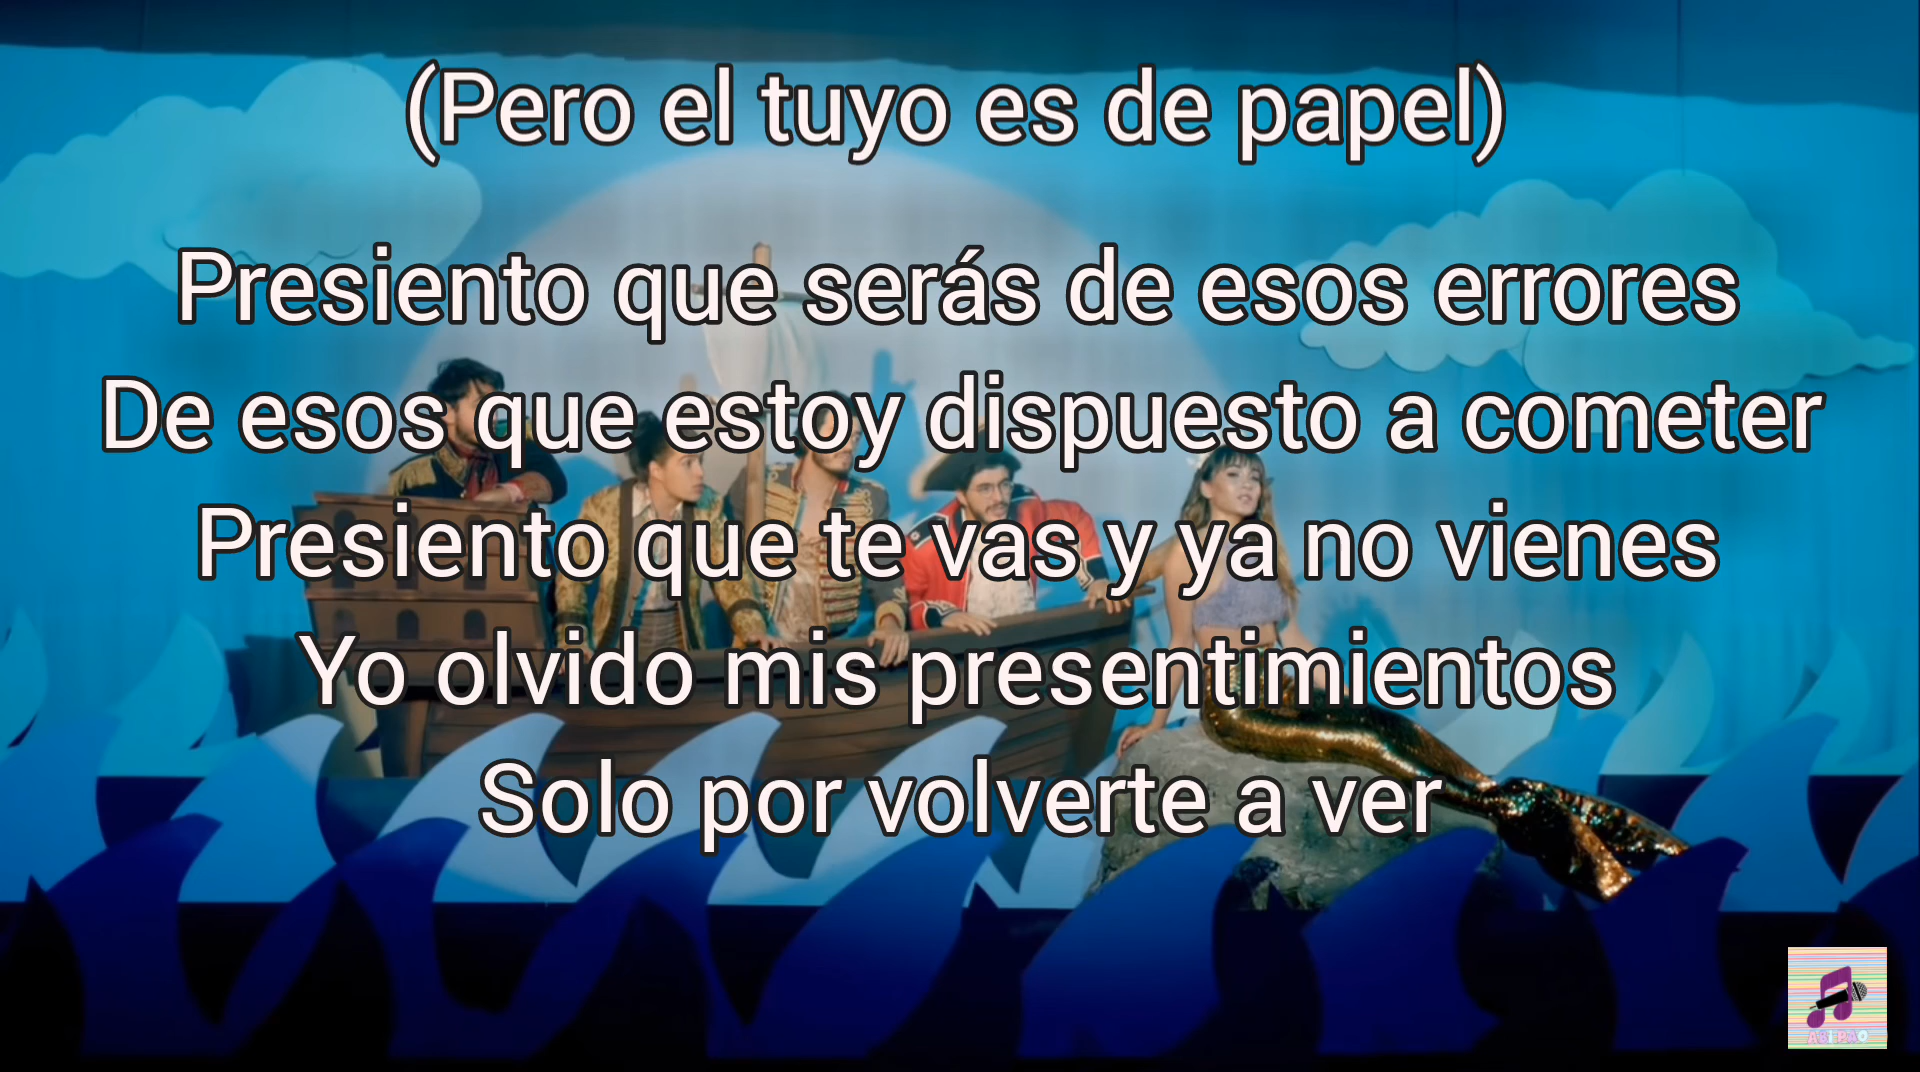 (Pero el tuyo es de papel)
Presiento que serás de esos errores
De esos que estoy dispuesto a cometer
Presiento que te vas y ya no vienes
Yo olvido mis presentimientos
Solo por volverte a ver